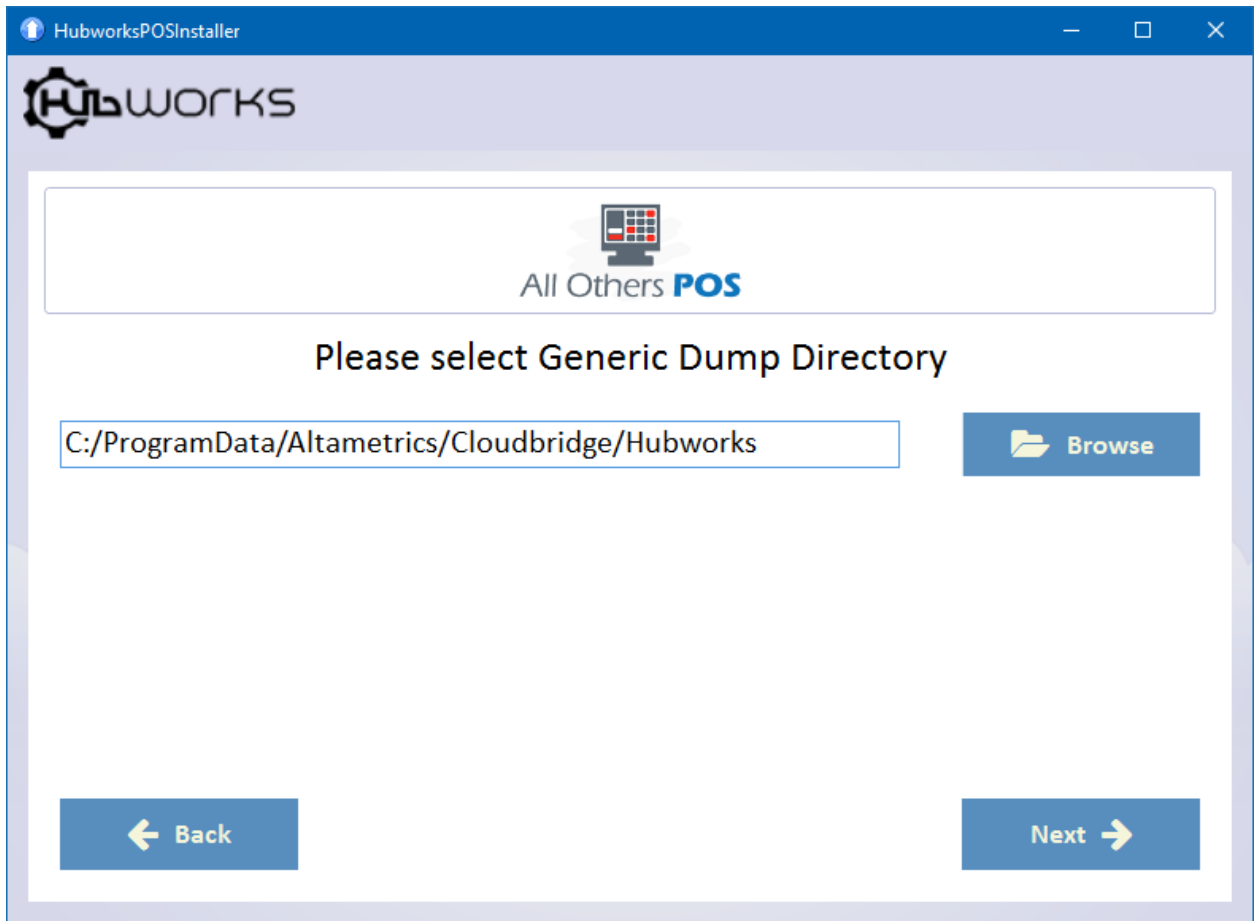 HubworksPOSInstaller
HubWORKS
All Others POS
Please select Generic Dump Directory
C:/ProgramData/Altametrics/Cloudbridge/Hubworks
Browse
Back
Next